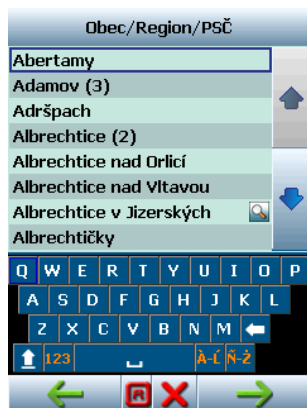 Obec/Region/PSČ
Abertamy
Adamov (3)
Adršpach
Albrechtice (2)
Albrechtice nad Orlicí
Albrechtice nad Vltavou
Albrechtice v Jizerských
Albrechtičky
Q W E R T Y U I O P
A S D F G H J K L
Z X C V B N M
123 À-Ĺ Ñ-Ż
R